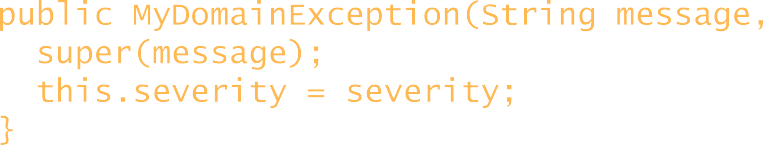 public MyDomainException(String message,
super(message);
this.severity = severity;
}